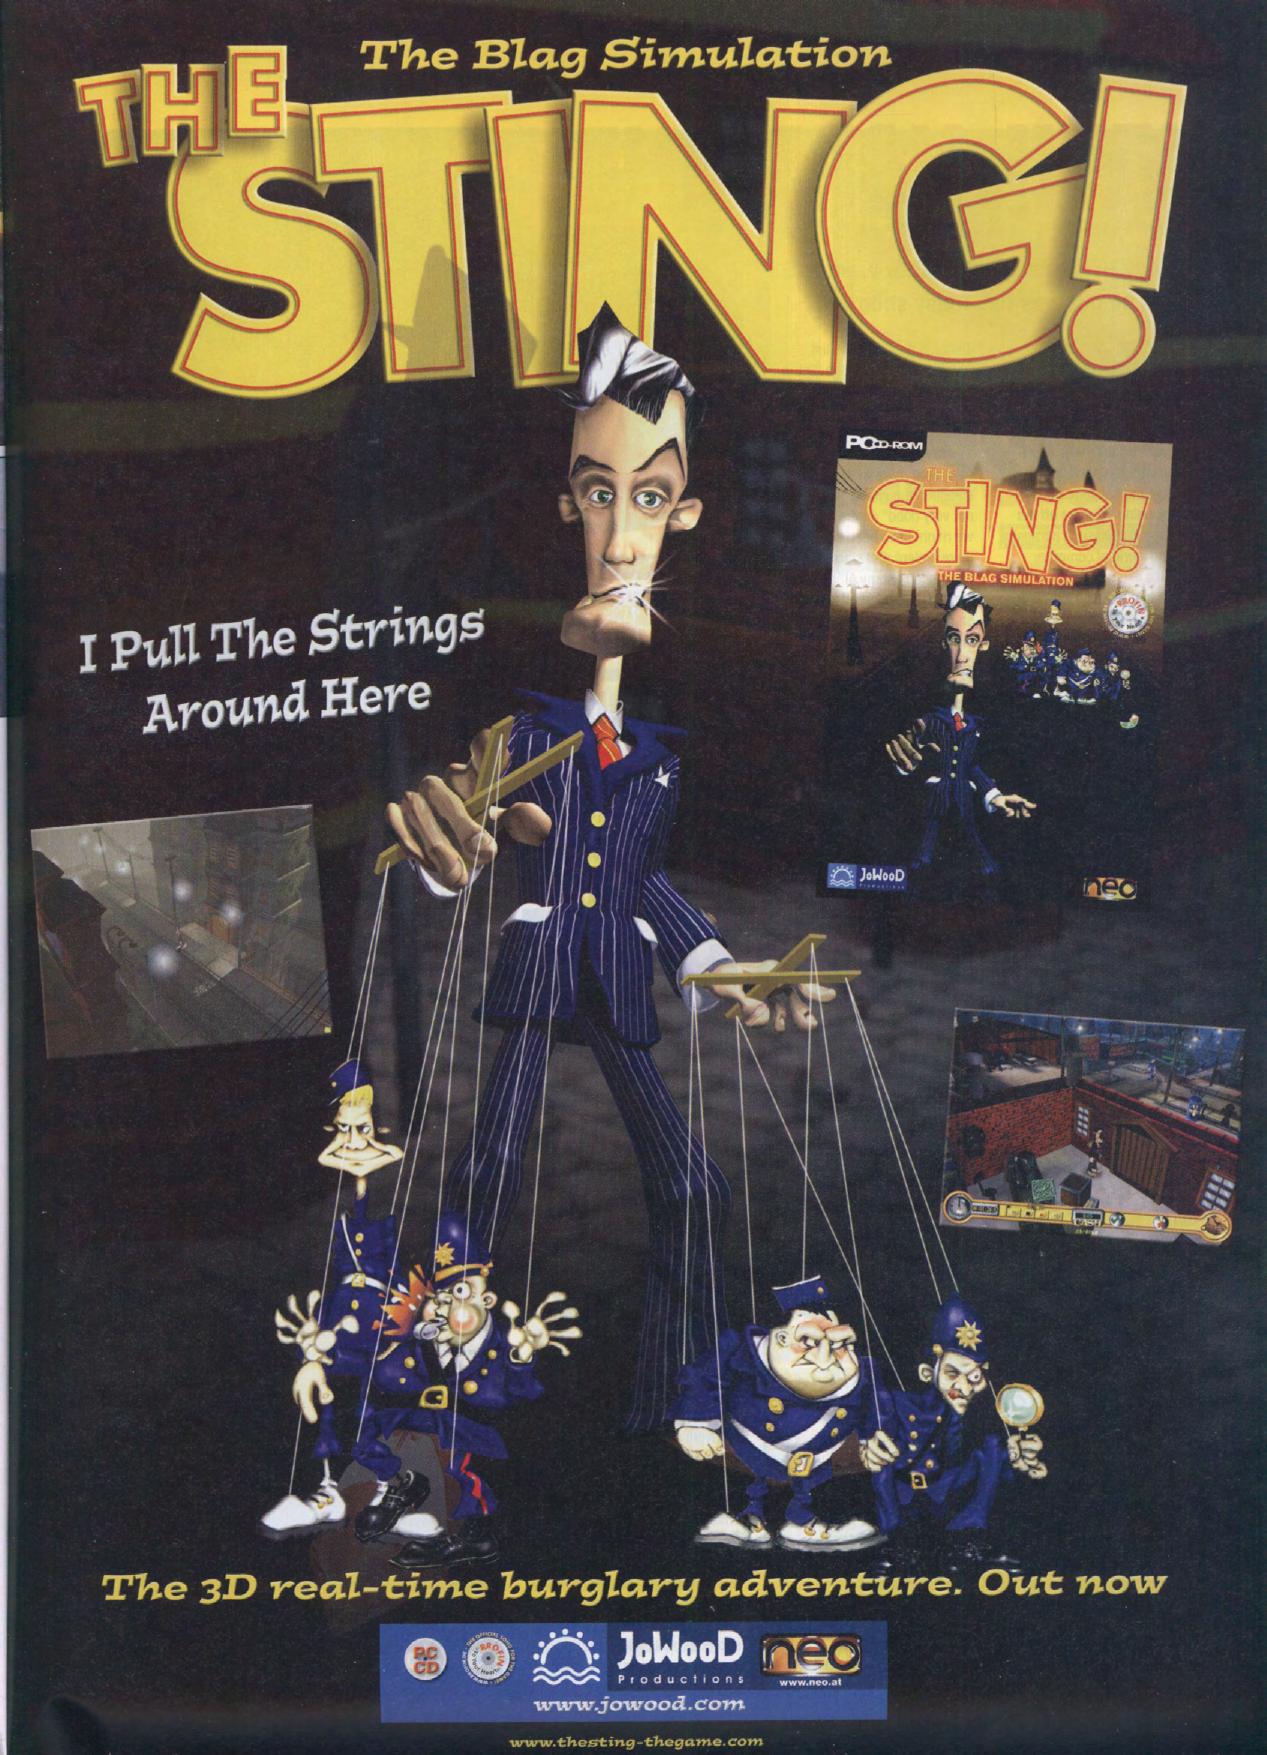 The Blag Simulation
THE
STING!
PC CD-ROM
THE
STING!
THE BLAG SIMULATION
I Pull The Strings
Around Here
JoWooD
Productions
neo
CASH
The 3D real-time burglary adventure. Out now
PC
CD
JoWooD
Productions
neo
www.neo.at
www.jowood.com
www.thesting-thegame.com